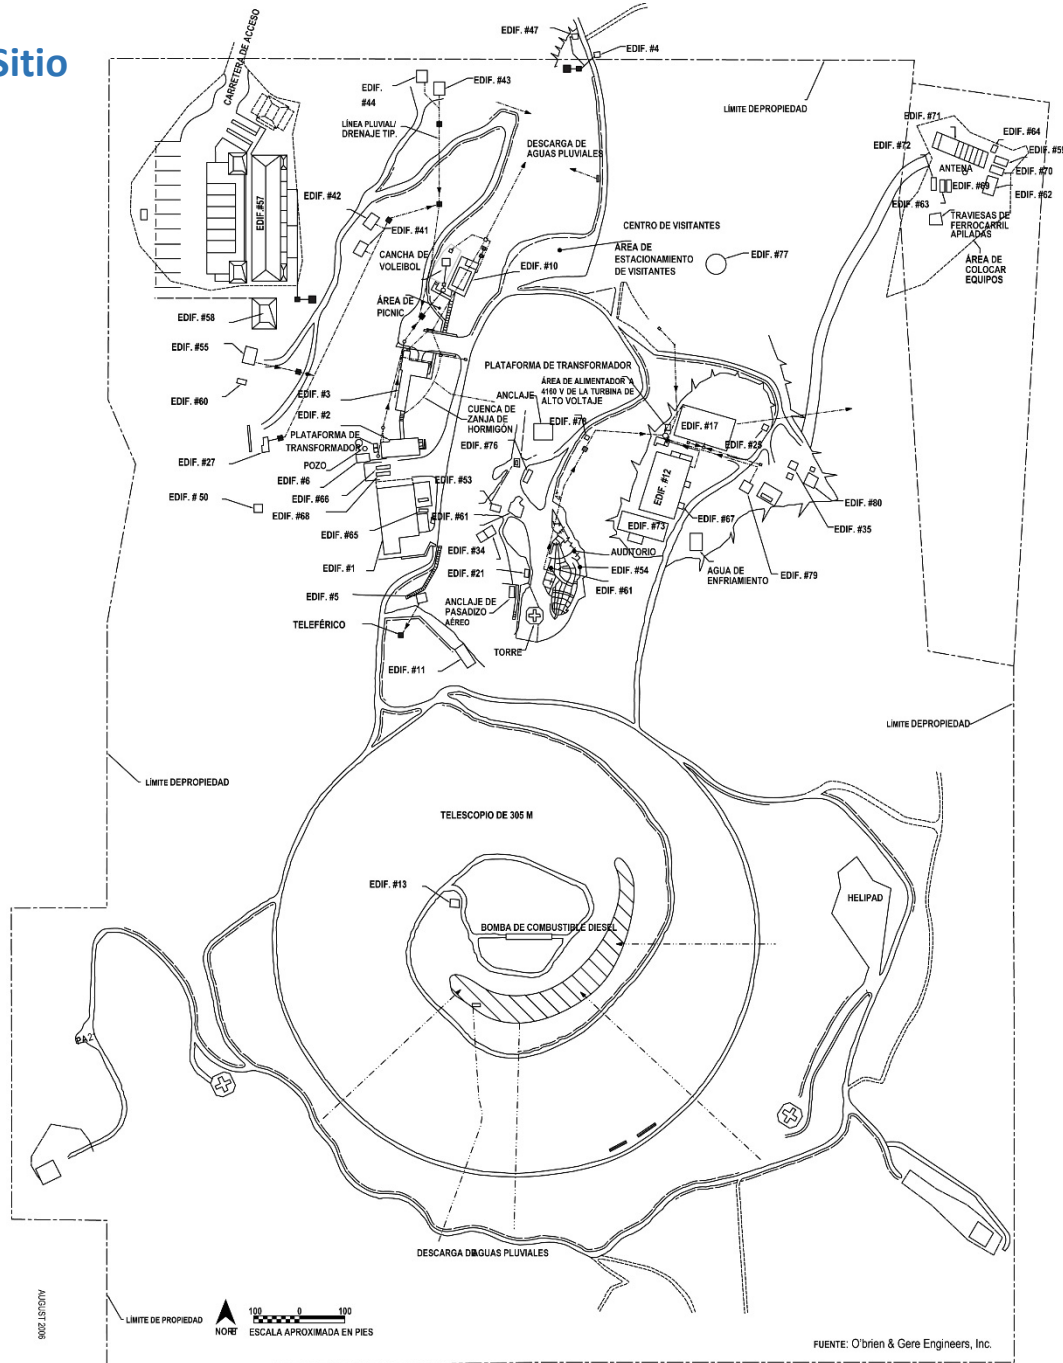 Sitio
EDIF. #47
EDIF. #4
CARRETERA DE ACCESO
EDIF.
#44
EDIF. #43
LÍMITE DEPROPIEDAD
LÍNEA PLUVIAL/
DRENAJE TIP.
DESCARGA DE
AGUAS PLUVIALES
EDIF. #71
EDIF. #64
EDIF. #72
EDIF. #59
ANTENA
EDIF. #70
EDIF. #69
EDIF. #62
EDIF. #63
TRAVIESAS DE
FERROCARRIL
APILADAS
ÁREA DE
COLOCAR
EQUIPOS
EDIF.#57
EDIF. #42
EDIF. #41
CENTRO DE VISITANTES
CANCHA DE
VOLEIBOL
EDIF. #10
ÁREA DE
ESTACIONAMIENTO
DE VISITANTES
EDIF. #77
ÁREA DE
PICNIC
EDIF. #58
EDIF. #55
PLATAFORMA DE TRANSFORMADOR
ÁREA DE ALIMENTADOR A
4160 V DE LA TURBINA DE
ALTO VOLTAJE
EDIF. #60
EDIF. #3
ANCLAJE
EDIF. #2
CUENCA DE
ZANJA DE
HORMIGÓN
EDIF. #78
EDIF. #17
PLATAFORMA DE
TRANSFORMADOR
EDIF. #76
EDIF. #25
EDIF. #27
POZO
EDIF. #6
EDIF. #53
EDIF. #12
EDIF. # 50
EDIF. #66
EDIF. #80
EDIF. #68
EDIF. #61
EDIF. #67
EDIF. #73
EDIF. #35
EDIF. #65
EDIF. #34
AUDITORIO
EDIF. #1
EDIF. #21
EDIF. #54
AGUA DE
ENFRIAMIENTO
EDIF. #79
EDIF. #5
ANCLAJE DE
PASADIZO
AÉREO
EDIF. #61
TELEFÉRICO
TORRE
EDIF. #11
LÍMITE DEPROPIEDAD
LÍMITE DEPROPIEDAD
TELESCOPIO DE 305 M
EDIF. #13
HELIPAD
BOMBA DE COMBUSTIBLE DIESEL
PA2
DESCARGA DE AGUAS PLUVIALES
AUGUST 2006
LÍMITE DE PROPIEDAD
100 0 100
ESCALA APROXIMADA EN PIES
FUENTE: O'brien & Gere Engineers, Inc.